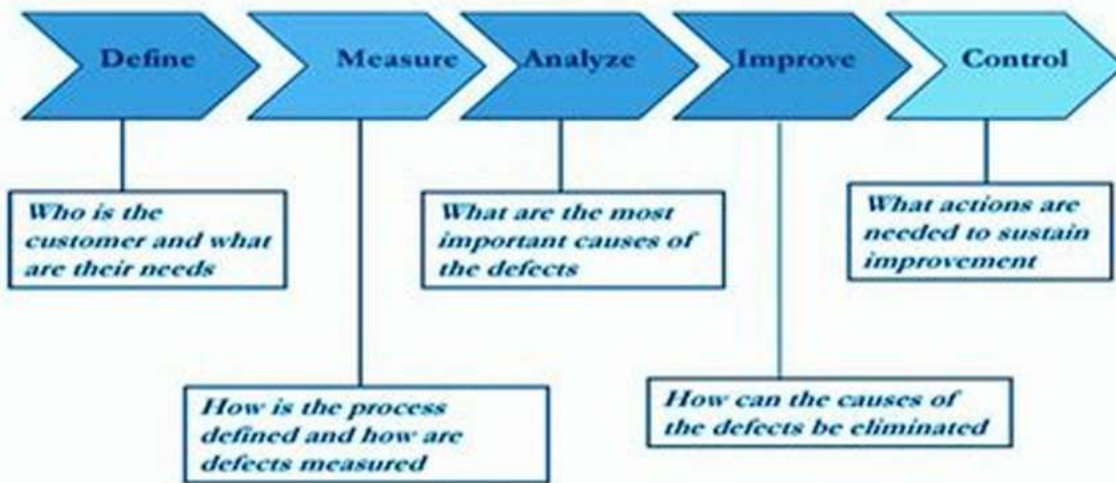 Define
Measure
Analyze
Improve
Control
Who is the
customer and what
are their needs
What are the most
important causes of
the defects
What actions are
needed to sustain
improvement
How is the process
defined and how are
defects measured
How can the causes of
the defects be eliminated